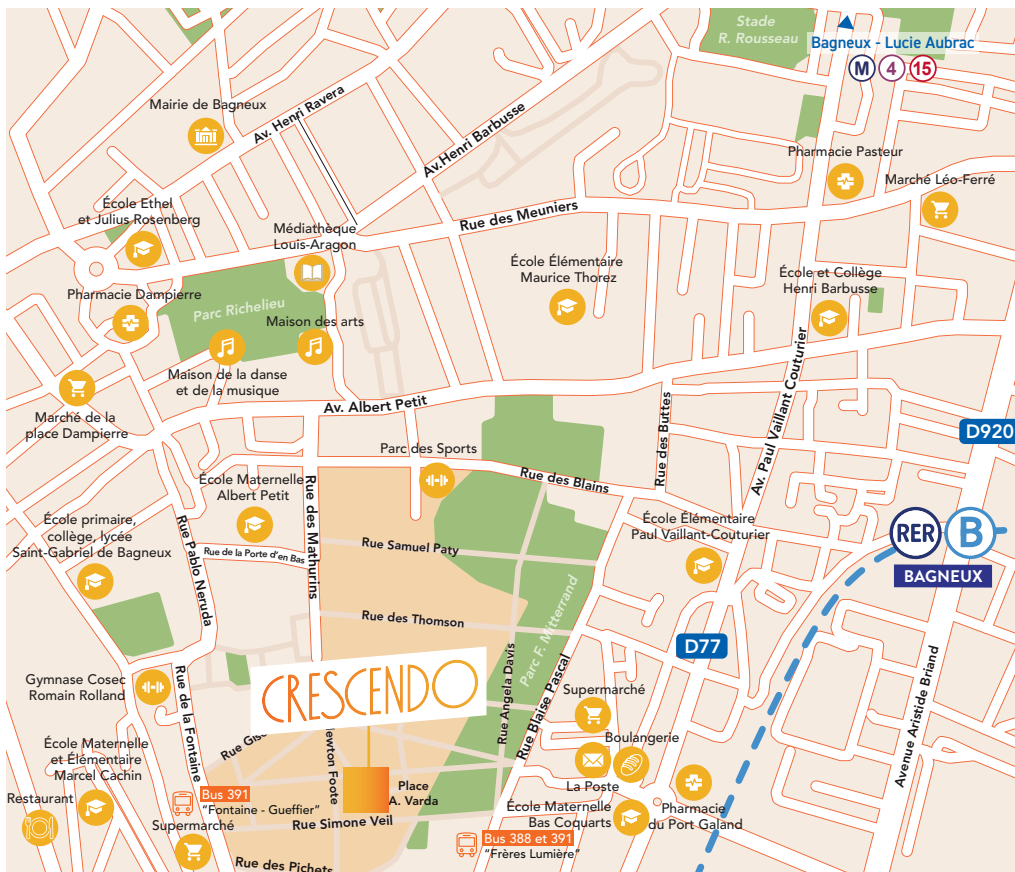 Stade
R. Rousseau
Bagneux - Lucie Aubrac
M 4 15
Mairie de Bagneux
Av. Henri Ravera
Av.Henri Barbusse
Pharmacie Pasteur
Marché Léo-Ferré
École Ethel
et Julius Rosenberg
Médiathèque
Louis-Aragon
Rue des Meuniers
École Élémentaire
Maurice Thorez
École et Collège
Henri Barbusse
Pharmacie Dampierre
Parc Richelieu
Maison des arts
Maison de la danse
et de la musique
Marché de la
place Dampierre
Av. Albert Petit
Av. Paul Vaillant Couturier
Rue des Buttes
D920
Parc des Sports
Rue des Blains
École Maternelle
Albert Petit
Rue des Mathurins
École primaire,
collège, lycée
Saint-Gabriel de Bagneux
Rue Pablo Neruda
Rue de la Porte d'en Bas
Rue Samuel Paty
École Élémentaire
Paul Vaillant-Couturier
RER B
BAGNEUX
Rue des Thomson
Parc F. Mitterrand
Rue Angela Davis
Rue Blaise Pascal
D77
Gymnase Cosec
Romain Rolland
Rue de la Fontaine
CRESCENDO
Supermarché
Boulangerie
La Poste
Avenue Aristide Briand
École Maternelle
et Élémentaire
Marcel Cachin
Restaurant
Bus 391
"Fontaine - Gueffier"
Supermarché
Place
A. Varda
Rue Simone Veil
École Maternelle
Bas Coquarts
Pharmacie
du Port Galand
Bus 388 et 391
"Frères Lumière"
Rue des Pichets